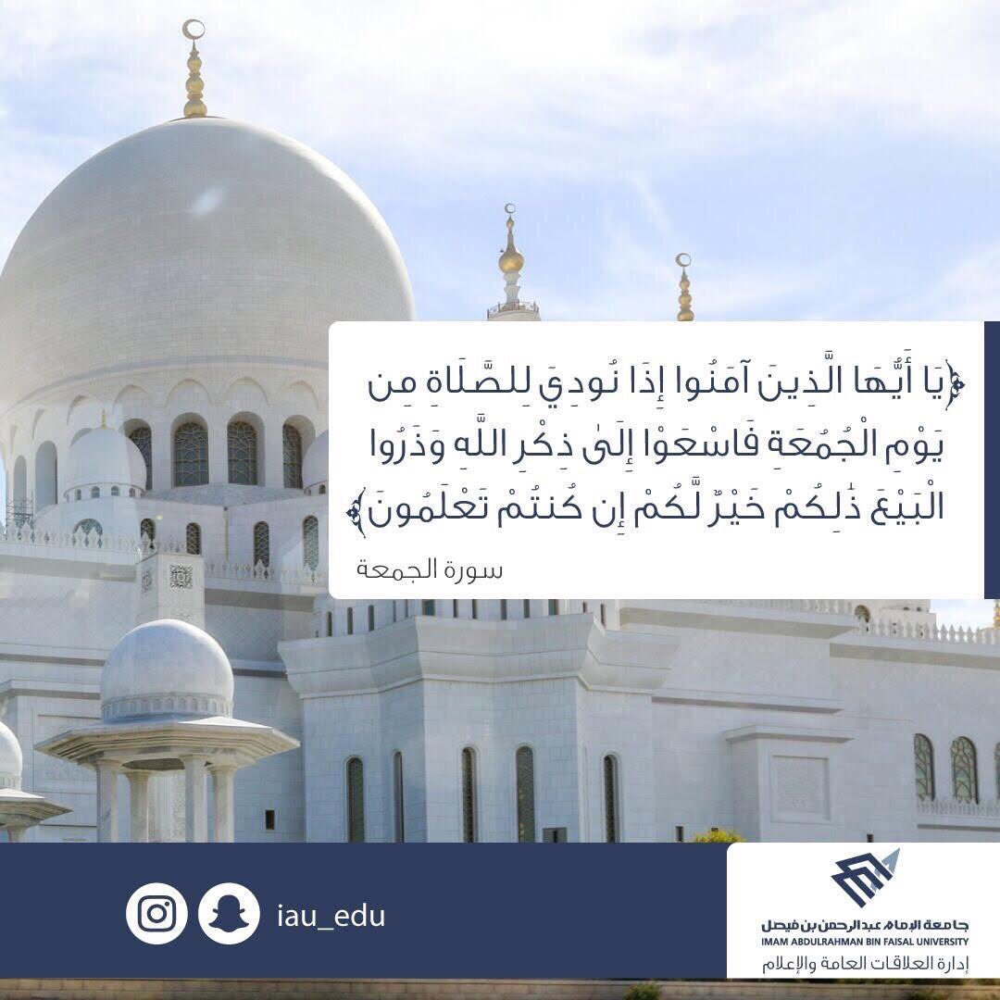 ﴿يَا أَيُّهَا الَّذِينَ آمَنُوا إِذَا نُودِيَ لِلصَّلَاةِ مِن
يَوْمِ الْجُمُعَةِ فَاسْعَوْا إِلَىٰ ذِكْرِ اللَّهِ وَذَرُوا
الْبَيْعَ ذَٰلِكُمْ خَيْرٌ لَّكُمْ إِن كُنتُمْ تَعْلَمُونَ﴾
سورة الجمعة
iau_edu
جامعة الإمام عبدالرحمن بن فيصل
IMAM ABDULRAHMAN BIN FAISAL UNIVERSITY
إدارة العلاقات العامة والإعلام